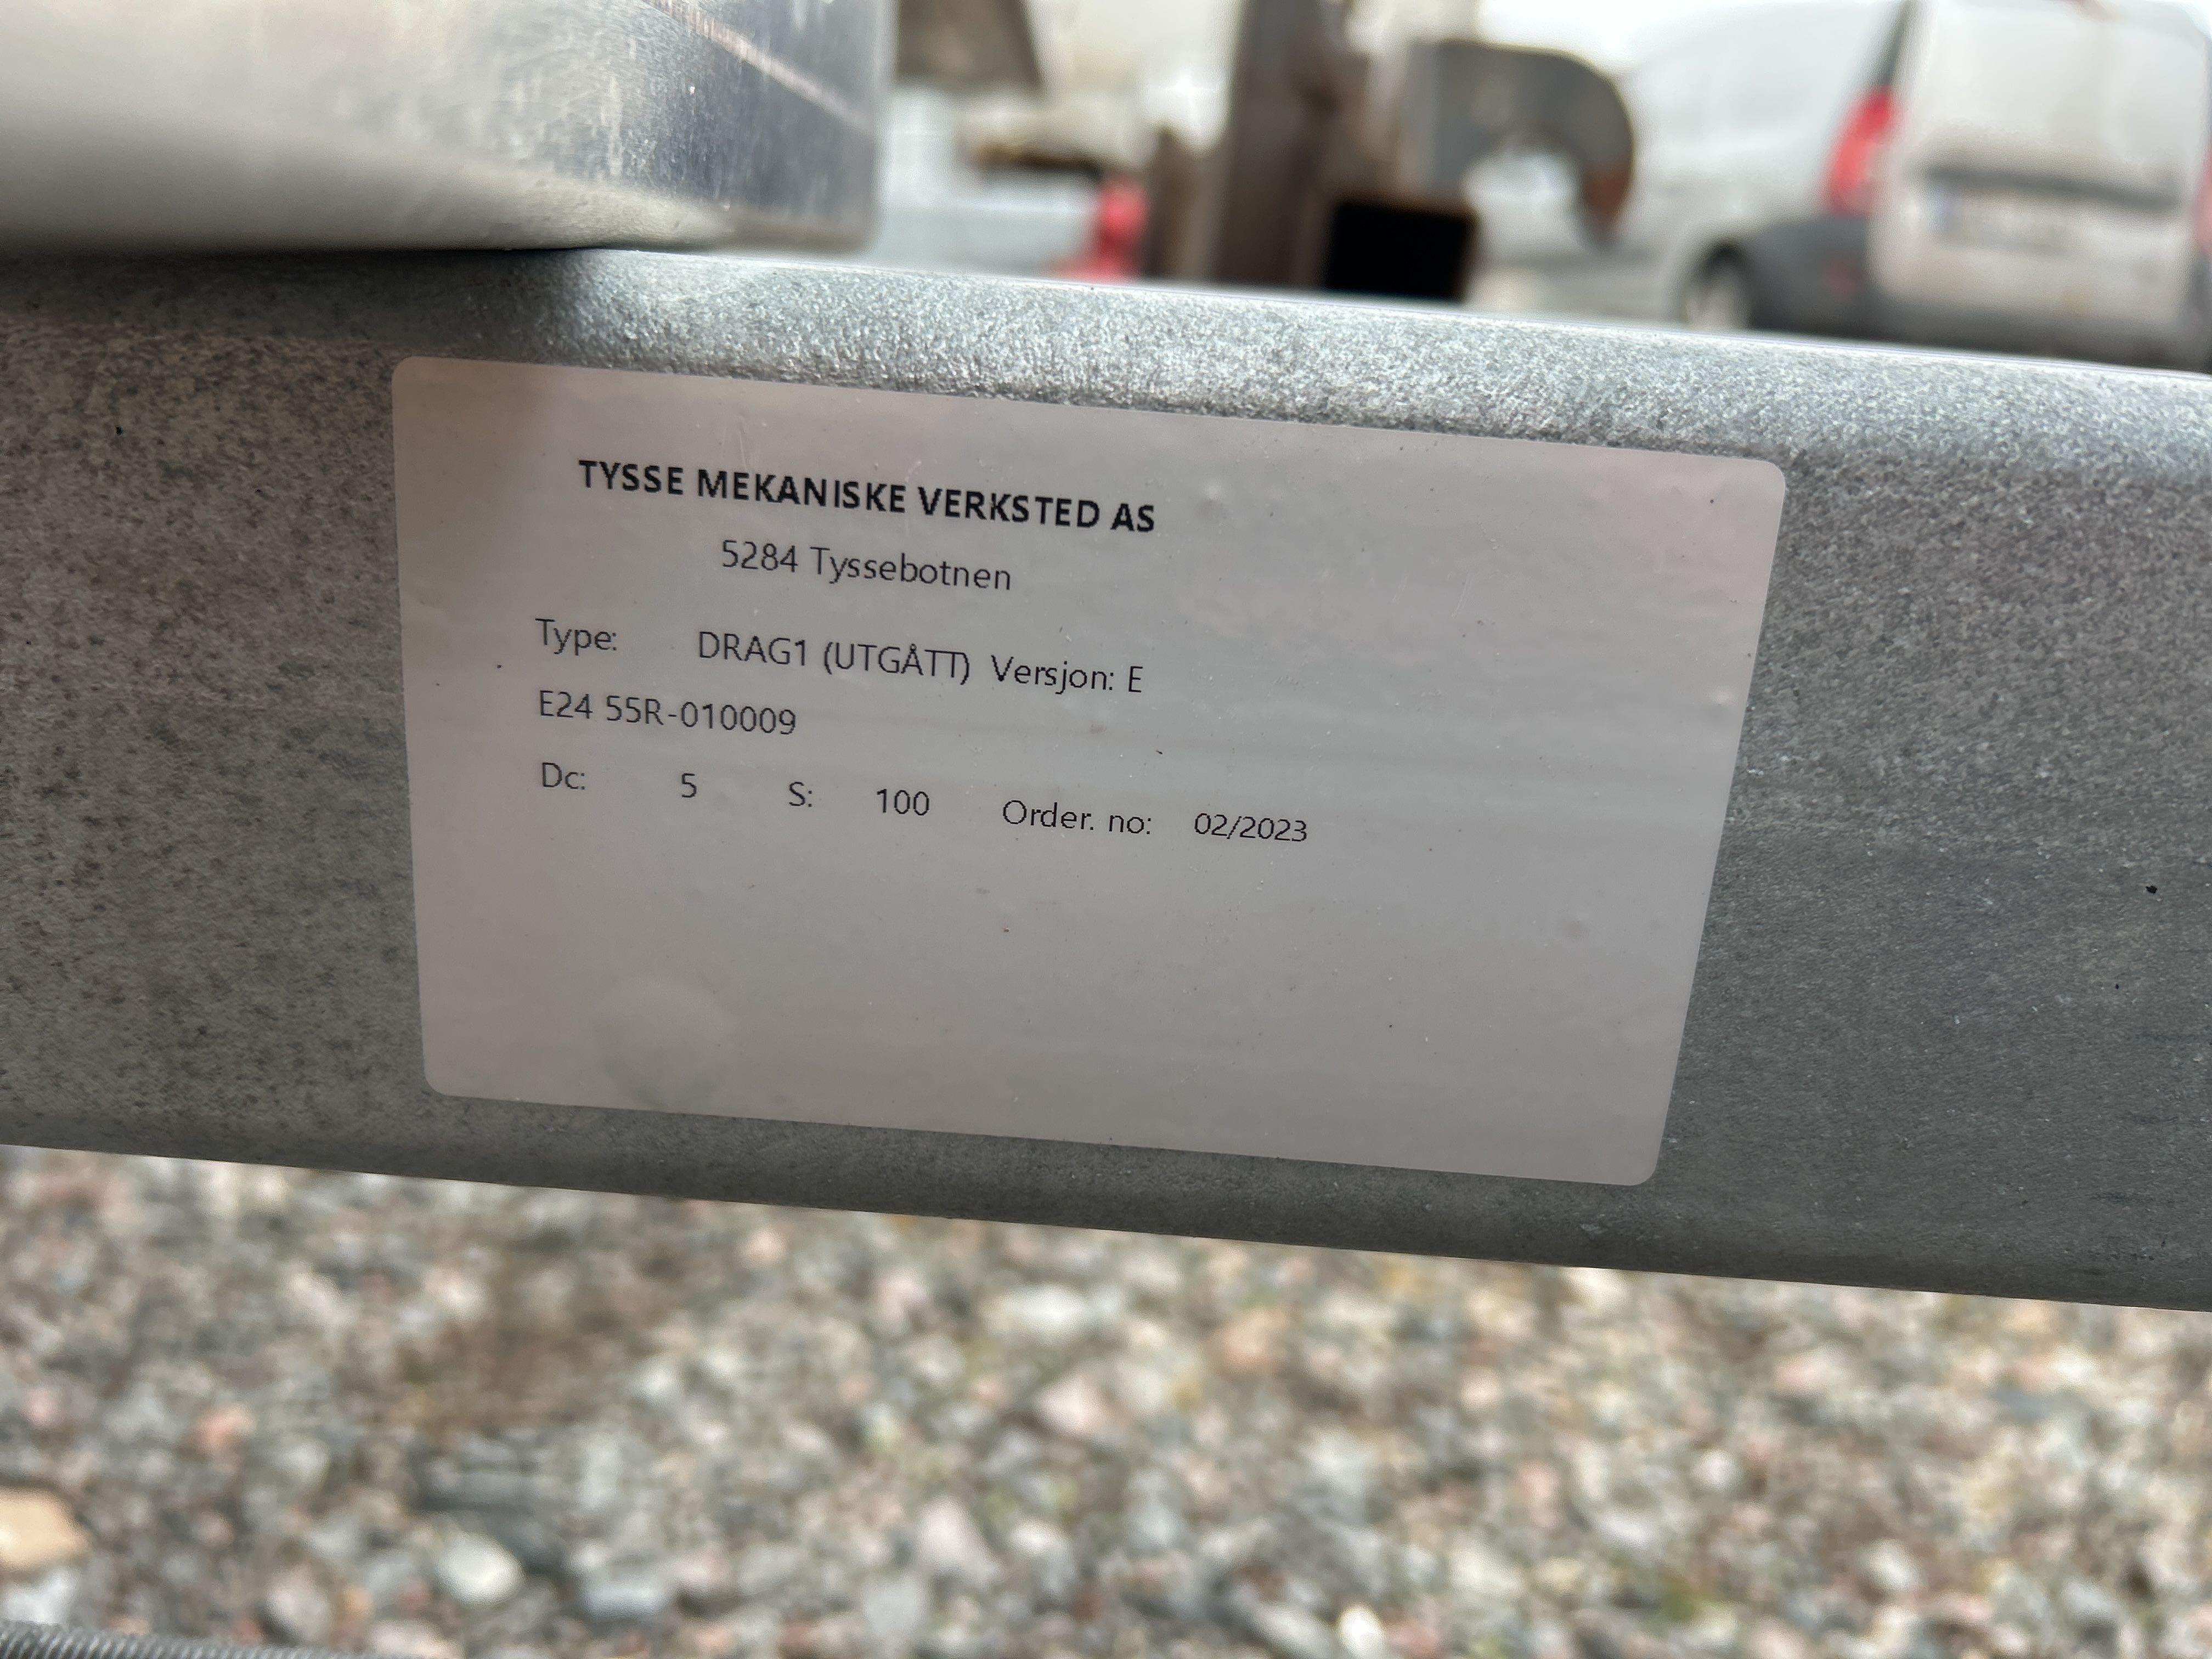 TYSSE MEKANISKE VERKSTED AS
5284 Tyssebotnen
Type: DRAG1 (UTGÅTT) Versjon: E
E24 55R-010009
Dc: 5 S: 100 Order. no: 02/2023